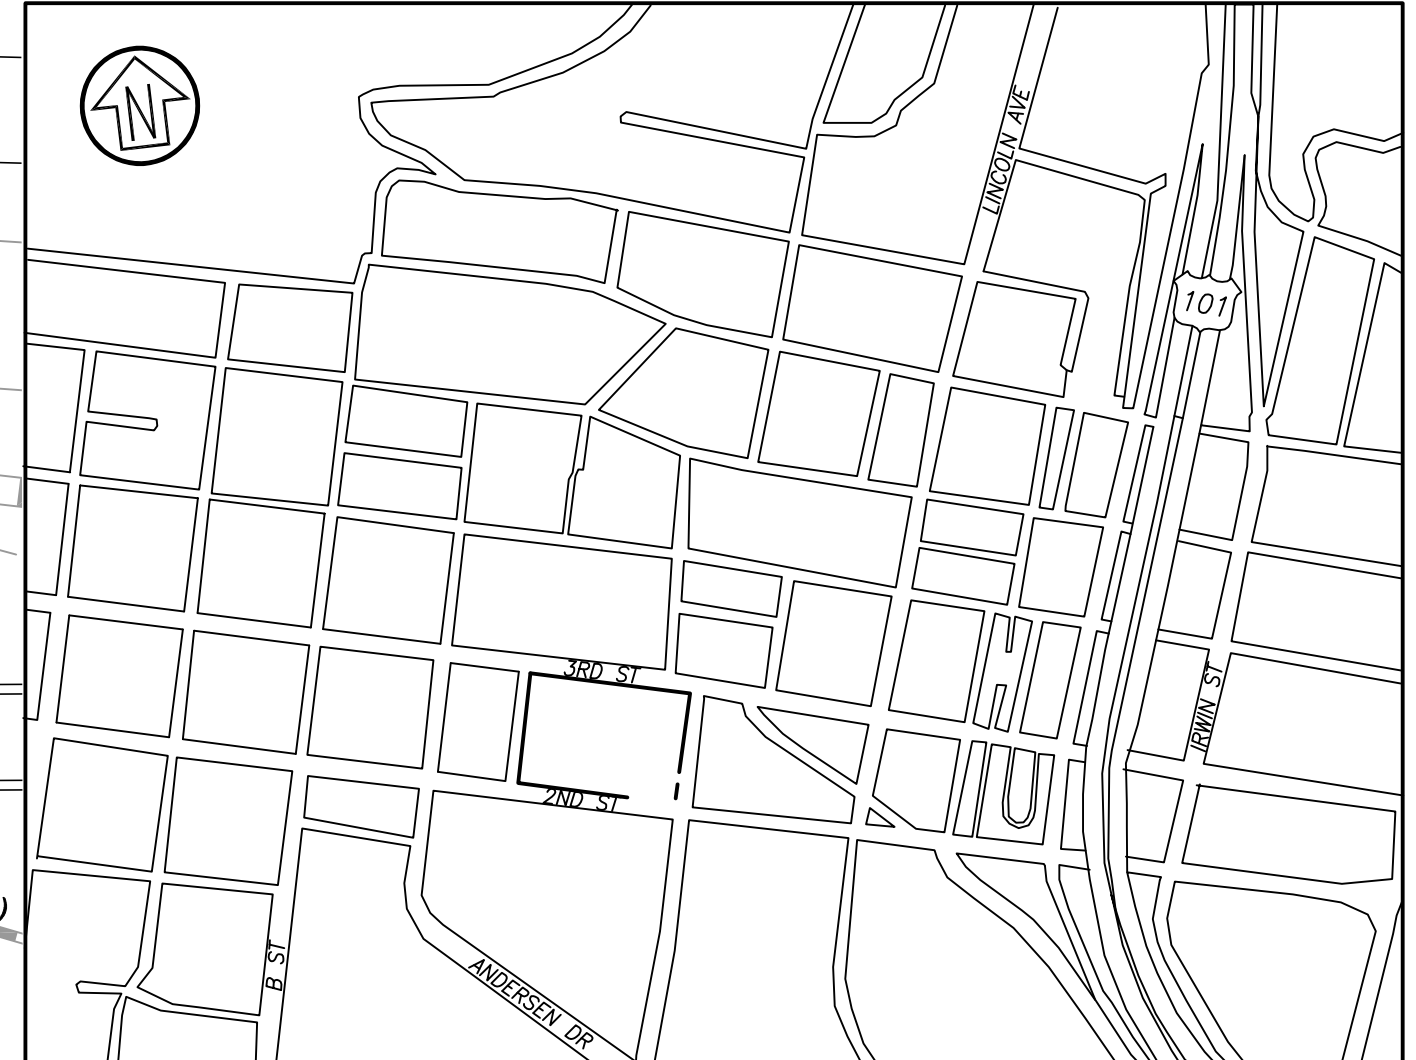 N
LINCOLN AVE
101
3RD ST
IRWIN ST
2ND ST
B ST
ANDERSEN DR
)